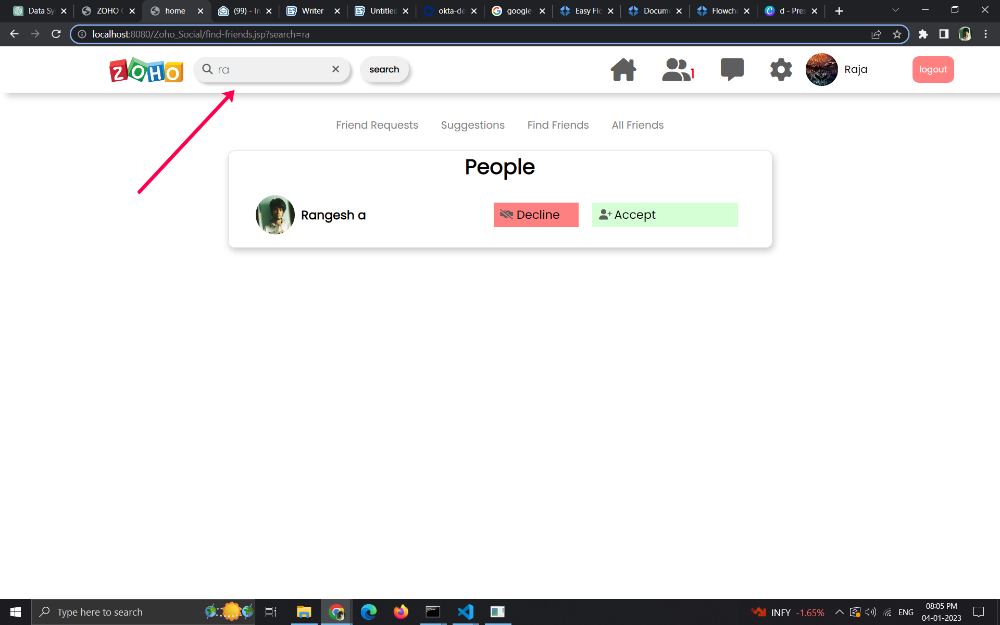 Data Sy
ZOHO
home
(99) - In
Writer
Untitled
okta-de
google
Easy Flo
Docume
Flowcha
d - Pres
localhost:8080/Zoho_Social/find-friends.jsp?search=ra
ZOHO
ra
search
1
Raja
logout
Friend Requests
Suggestions
Find Friends
All Friends
People
Rangesh a
Decline
Accept
Type here to search
INFY -1.65%
ENG
08:05 PM
04-01-2023